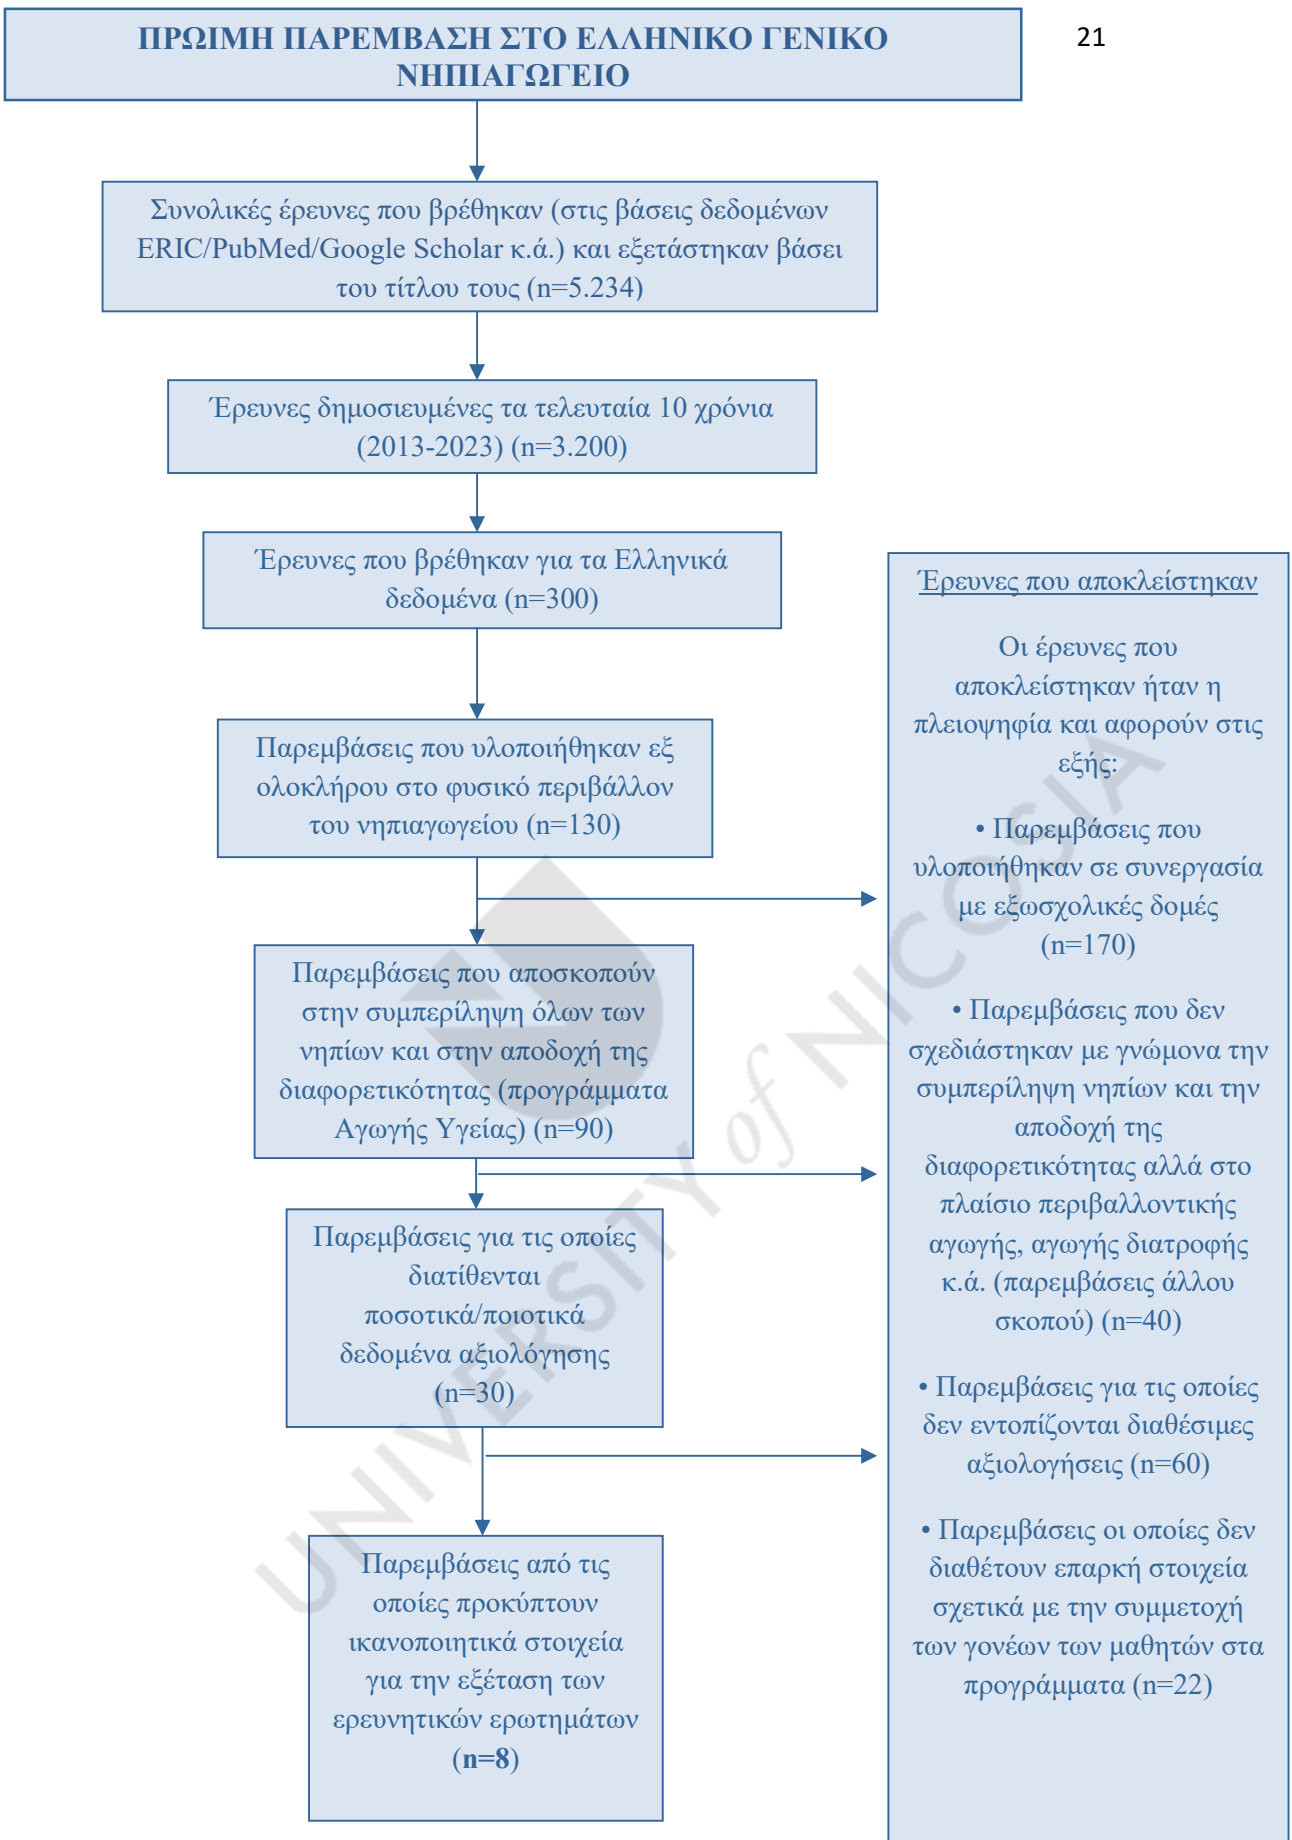 ΠΡΩΙΜΗ ΠΑΡΕΜΒΑΣΗ ΣΤΟ ΕΛΛΗΝΙΚΟ ΓΕΝΙΚΟ
ΝΗΠΙΑΓΩΓΕΙΟ
21
Συνολικές έρευνες που βρέθηκαν (στις βάσεις δεδομένων
ERIC/PubMed/Google Scholar κ.ά.) και εξετάστηκαν βάσει
του τίτλου τους (n=5.234)
Έρευνες δημοσιευμένες τα τελευταία 10 χρόνια
(2013-2023) (n=3.200)
Έρευνες που βρέθηκαν για τα Ελληνικά
δεδομένα (n=300)
Παρεμβάσεις που υλοποιήθηκαν εξ
ολοκλήρου στο φυσικό περιβάλλον
του νηπιαγωγείου (n=130)
Παρεμβάσεις που αποσκοπούν
στην συμπερίληψη όλων των
νηπίων και στην αποδοχή της
διαφορετικότητας (προγράμματα
Αγωγής Υγείας) (n=90)
Παρεμβάσεις για τις οποίες
διατίθενται
ποσοτικά/ποιοτικά
δεδομένα αξιολόγησης
(n=30)
Παρεμβάσεις από τις
οποίες προκύπτουν
ικανοποιητικά στοιχεία
για την εξέταση των
ερευνητικών ερωτημάτων
(n=8)
Έρευνες που αποκλείστηκαν
Οι έρευνες που
αποκλείστηκαν ήταν η
πλειοψηφία και αφορούν στις
εξής:
• Παρεμβάσεις που
υλοποιήθηκαν σε συνεργασία
με εξωσχολικές δομές
(n=170)
• Παρεμβάσεις που δεν
σχεδιάστηκαν με γνώμονα την
συμπερίληψη νηπίων και την
αποδοχή της
διαφορετικότητας αλλά στο
πλαίσιο περιβαλλοντικής
αγωγής, αγωγής διατροφής
κ.ά. (παρεμβάσεις άλλου
σκοπού) (n=40)
• Παρεμβάσεις για τις οποίες
δεν εντοπίζονται διαθέσιμες
αξιολογήσεις (n=60)
• Παρεμβάσεις οι οποίες δεν
διαθέτουν επαρκή στοιχεία
σχετικά με την συμμετοχή
των γονέων των μαθητών στα
προγράμματα (n=22)
UNIVERSITY of NICOSIA